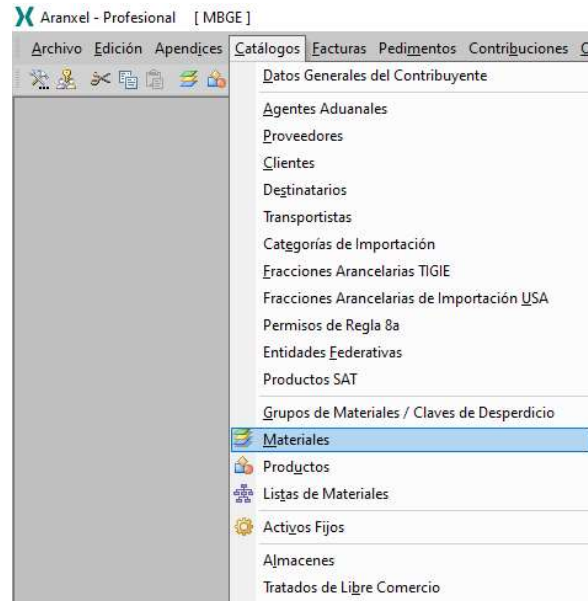 Aranxel - Profesional [ MBGE ]
Archivo Edición Apendices Catálogos Facturas Pedimentos Contribuciones
Datos Generales del Contribuyente
Agentes Aduanales
Proveedores
Clientes
Destinatarios
Transportistas
Categorías de Importación
Fracciones Arancelarias TIGIE
Fracciones Arancelarias de Importación USA
Permisos de Regla 8a
Entidades Federativas
Productos SAT
Grupos de Materiales / Claves de Desperdicio
Materiales
Productos
Listas de Materiales
Activos Fijos
Almacenes
Tratados de Libre Comercio